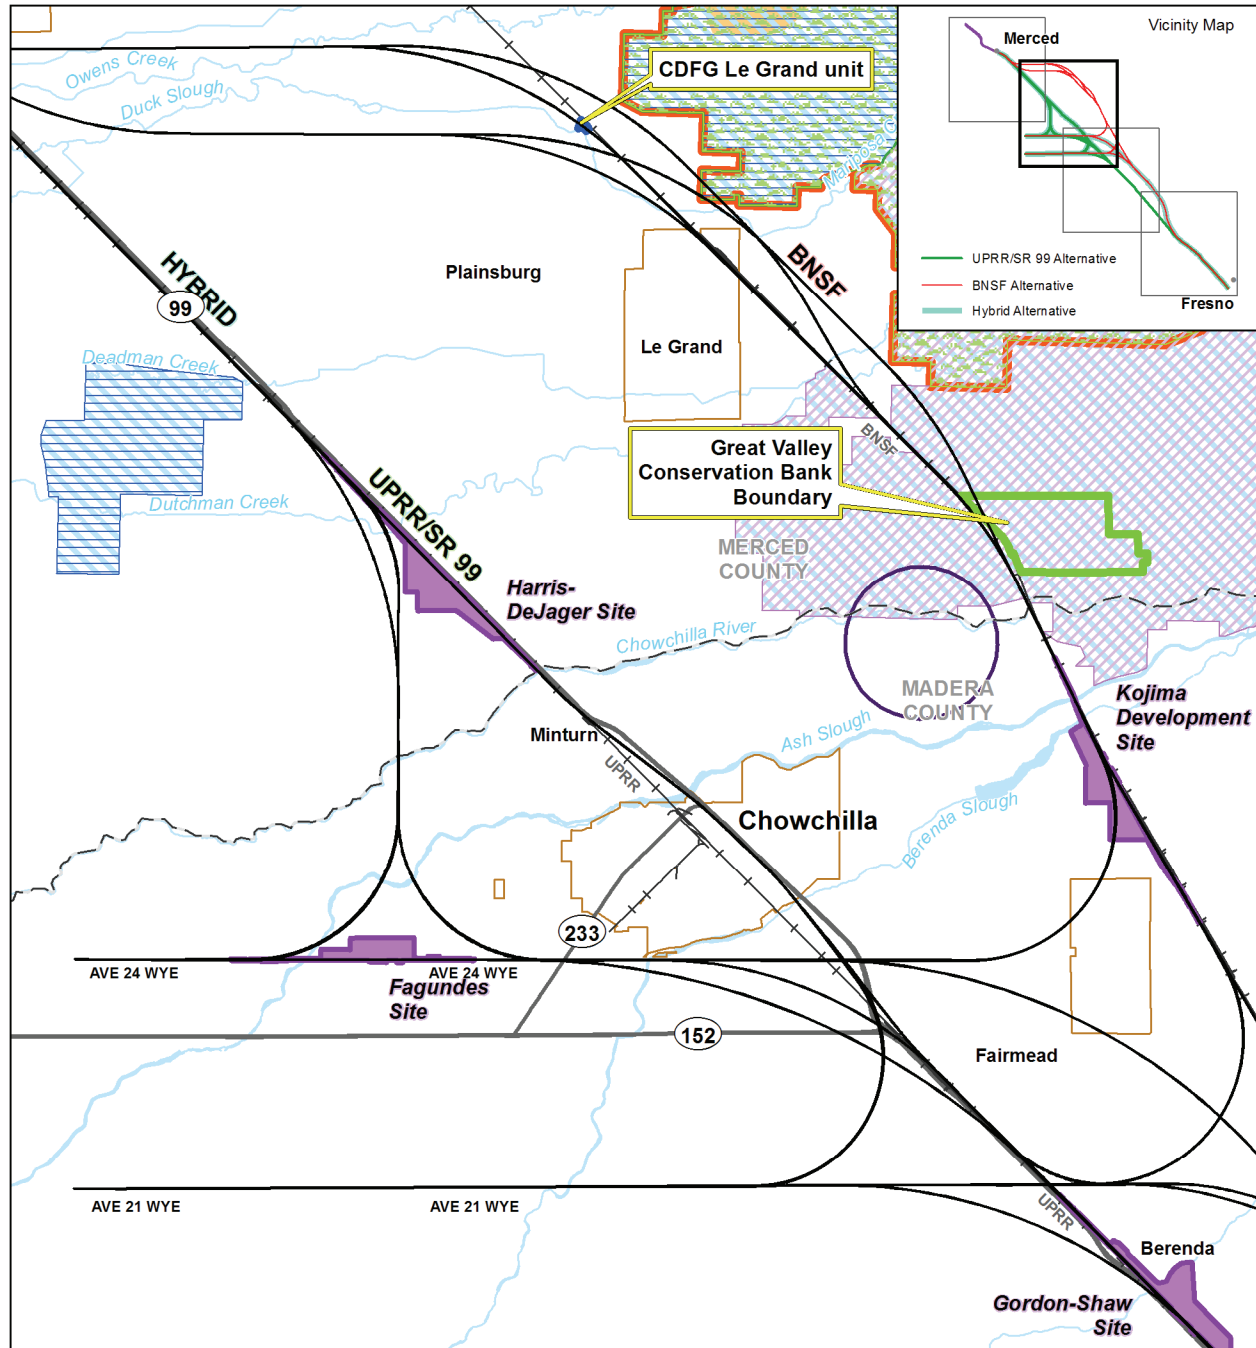 Owens Creek
Duck Slough
CDFG Le Grand unit
Mariposa C
Vicinity Map
Merced
UPRR/SR 99 Alternative
BNSF Alternative
Hybrid Alternative
Fresno
HYBRID
99
Plainsburg
BNSF
Le Grand
Deadman Creek
Dutchman Creek
UPRR/SR 99
BNSF
Great Valley
Conservation Bank
Boundary
MERCED
COUNTY
Harris-
DeJager Site
Chowchilla River
MADERA
COUNTY
Kojima
Development
Site
Minturn
UPRR
Ash Slough
Chowchilla
Berenda Slough
233
AVE 24 WYE
AVE 24 WYE
Fagundes
Site
152
Fairmead
AVE 21 WYE
AVE 21 WYE
UPRR
Berenda
Gordon-Shaw
Site